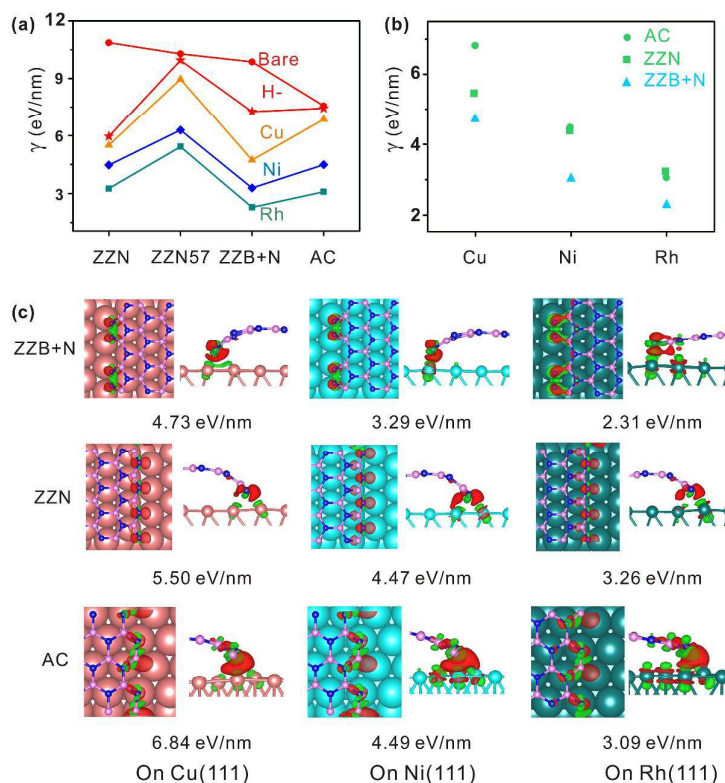 (a)
12
9
6
3
γ (eV/nm)
Bare
H-
Cu
Ni
Rh
ZZN ZZN57 ZZB+N AC
(b)
6
4
2
γ (eV/nm)
AC
ZZN
ZZB+N
Cu Ni Rh
(c)
ZZB+N
4.73 eV/nm 3.29 eV/nm 2.31 eV/nm
ZZN
5.50 eV/nm 4.47 eV/nm 3.26 eV/nm
AC
6.84 eV/nm 4.49 eV/nm 3.09 eV/nm
On Cu(111) On Ni(111) On Rh(111)